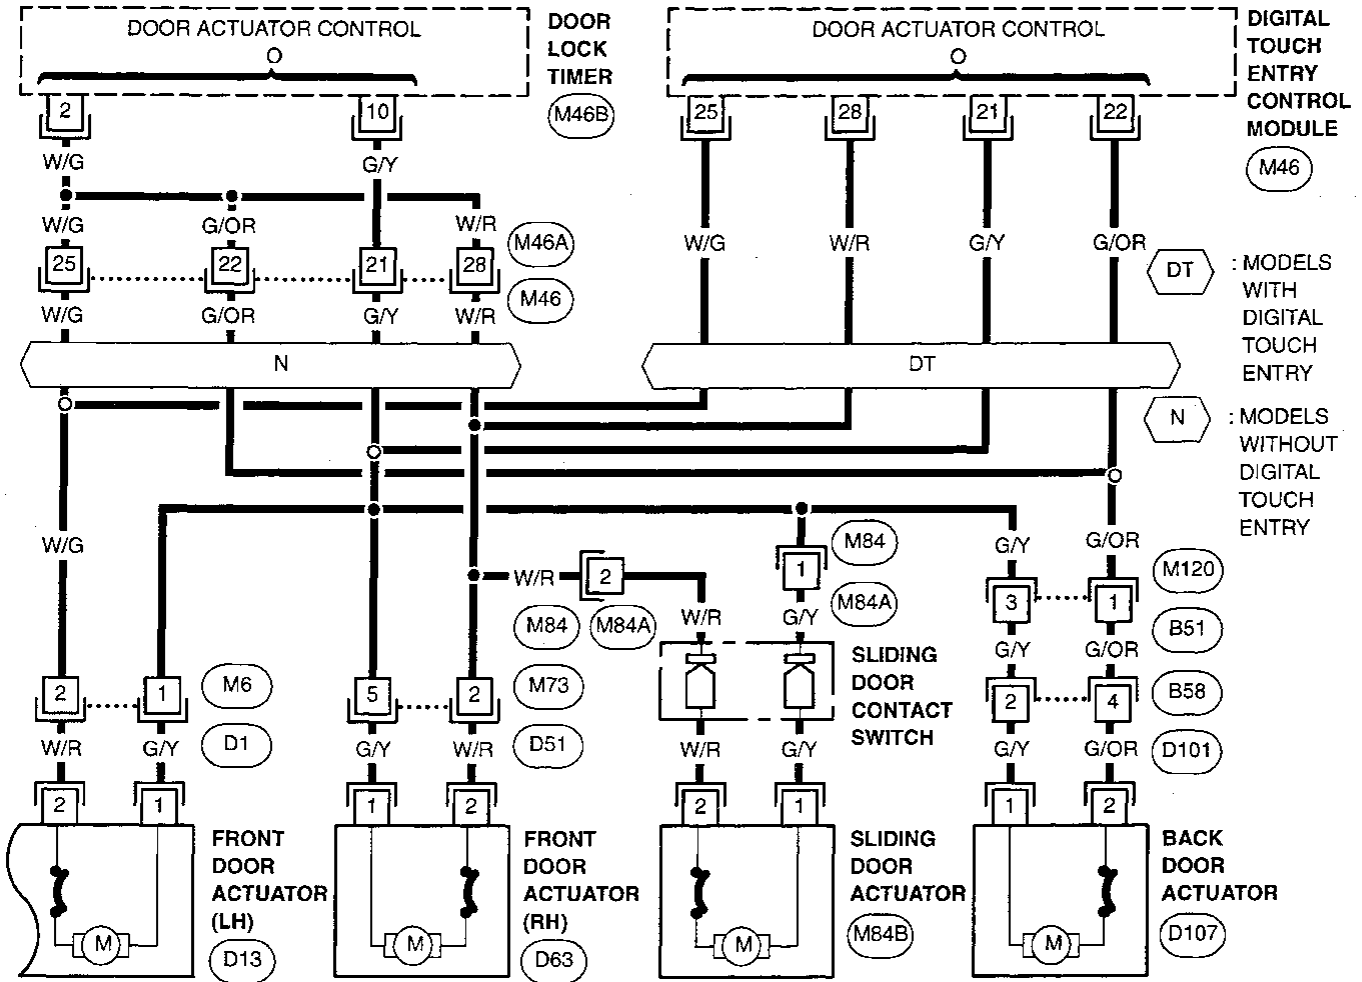 DOOR ACTUATOR CONTROL
DOOR
LOCK
TIMER
M46B
DOOR ACTUATOR CONTROL
DIGITAL
TOUCH
ENTRY
CONTROL
MODULE
M46
2
10
25
28
21
22
W/G
G/Y
W/G
G/OR
W/R
M46A
25
22
21
28
M46
W/G
G/OR
G/Y
W/R
W/G
W/R
G/Y
G/OR
DT
: MODELS
WITH
DIGITAL
TOUCH
ENTRY
N
DT
N
: MODELS
WITHOUT
DIGITAL
TOUCH
ENTRY
W/G
W/R
2
M84
M84A
M84
1
M84A
W/R
G/Y
G/Y
G/OR
3
1
M120
B51
G/Y
G/OR
2
1
M6
D1
5
2
M73
D51
SLIDING
DOOR
CONTACT
SWITCH
2
4
B58
D101
W/R
G/Y
G/Y
W/R
W/R
G/Y
G/Y
G/OR
2
1
1
2
2
1
1
2
M
FRONT
DOOR
ACTUATOR
(LH)
D13
M
FRONT
DOOR
ACTUATOR
(RH)
D63
M
SLIDING
DOOR
ACTUATOR
M84B
M
BACK
DOOR
ACTUATOR
D107